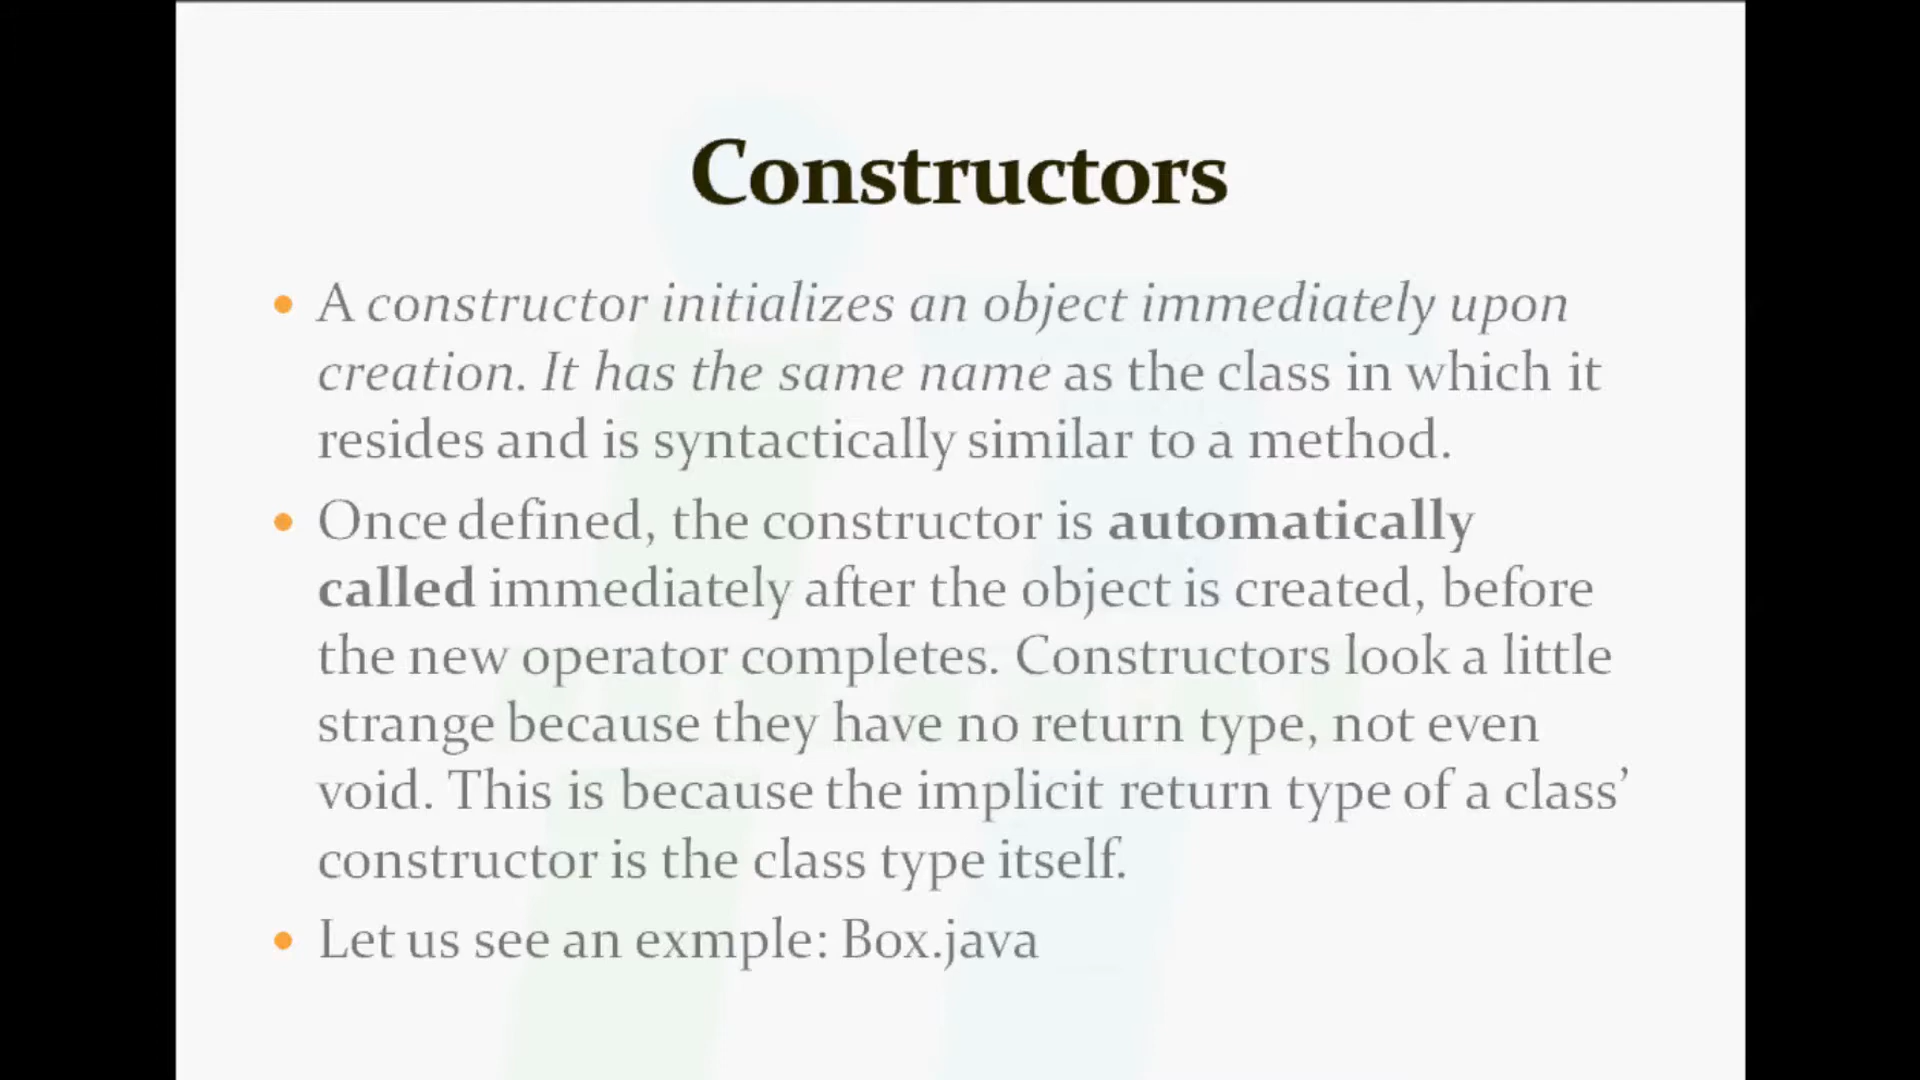 Constructors
• A constructor initializes an object immediately upon
creation. It has the same name as the class in which it
resides and is syntactically similar to a method.
• Once defined, the constructor is automatically
called immediately after the object is created, before
the new operator completes. Constructors look a little
strange because they have no return type, not even
void. This is because the implicit return type of a class’
constructor is the class type itself.
• Let us see an exmple: Box.java